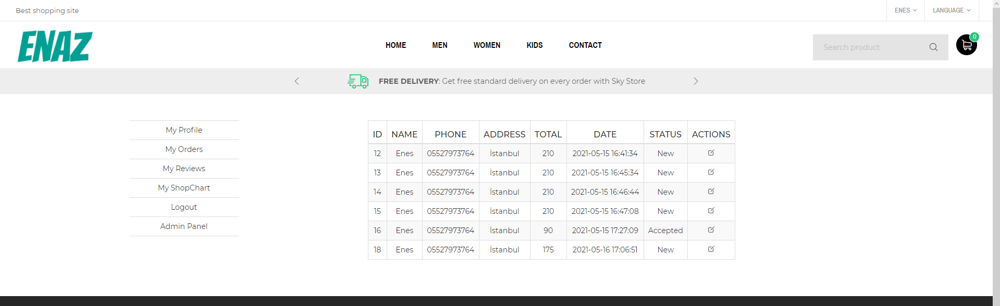 Best shopping site
ENES
LANGUAGE
ENAZ
HOME MEN WOMEN KIDS CONTACT
Search product
0
FREE DELIVERY: Get free standard delivery on every order with Sky Store
My Profile
My Orders
My Reviews
My ShopChart
Logout
Admin Panel
ID NAME PHONE ADDRESS TOTAL DATE STATUS ACTIONS
12 Enes 05527973764 İstanbul 210 2021-05-15 16:41:34 New
13 Enes 05527973764 İstanbul 210 2021-05-15 16:45:34 New
14 Enes 05527973764 İstanbul 210 2021-05-15 16:46:44 New
15 Enes 05527973764 İstanbul 210 2021-05-15 16:47:08 New
16 Enes 05527973764 İstanbul 90 2021-05-15 17:27:09 Accepted
18 Enes 05527973764 İstanbul 175 2021-05-16 17:06:51 New